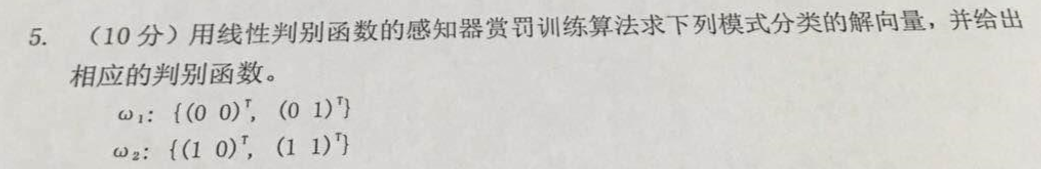 5. （10 分）用线性判别函数的感知器赏罚训练算法求下列模式分类的解向量，并给出
相应的判别函数。
ω₁: {(0 0)ᵀ, (0 1)ᵀ}
ω₂: {(1 0)ᵀ, (1 1)ᵀ}